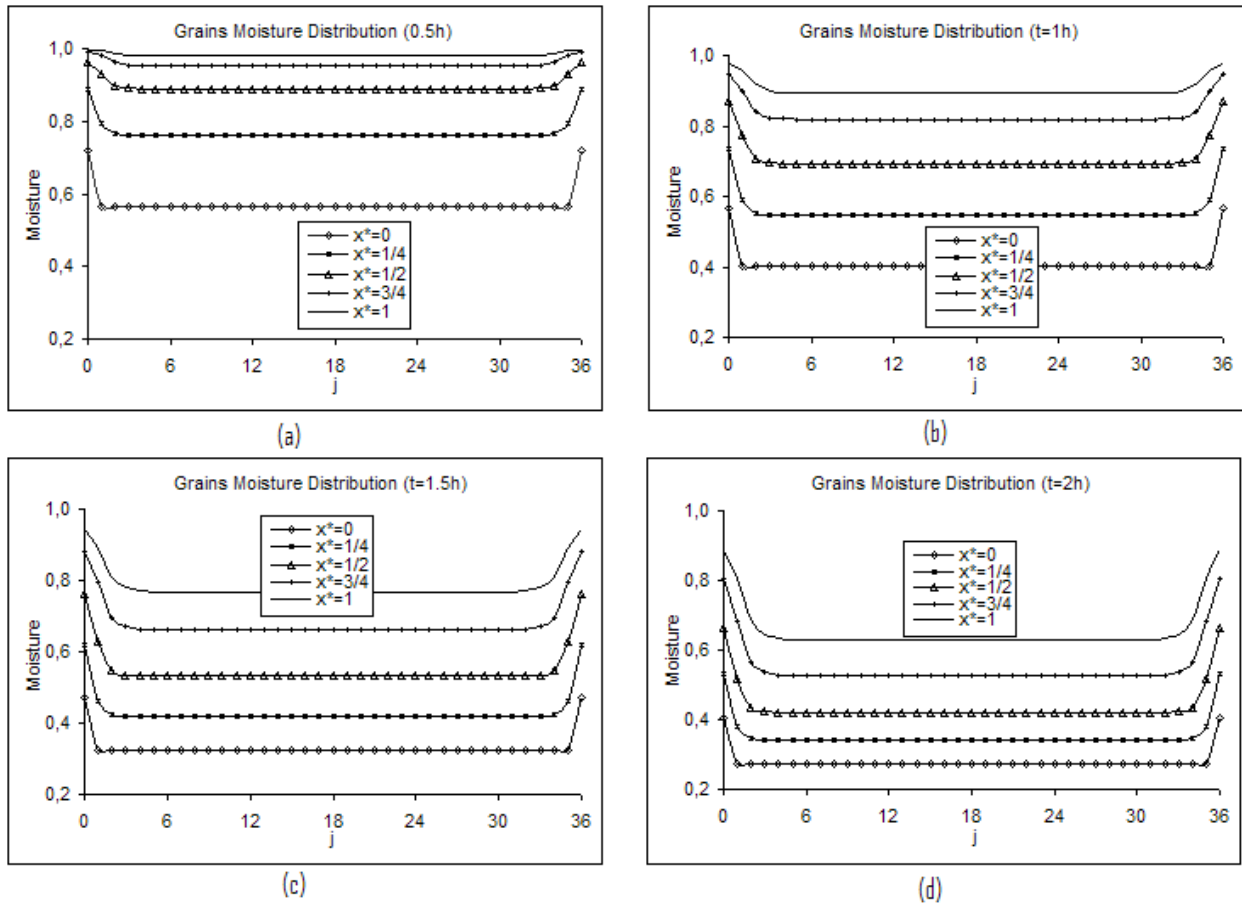 Grains Moisture Distribution (0.5h)
1,0
0,8
0,6
0,4
0,2
Moisture
x*=0
x*=1/4
x*=1/2
x*=3/4
x*=1
0 6 12 18 24 30 36
j
(a)
Grains Moisture Distribution (t=1h)
1,0
0,8
0,6
0,4
0,2
Moisture
x*=0
x*=1/4
x*=1/2
x*=3/4
x*=1
0 6 12 18 24 30 36
j
(b)
Grains Moisture Distribution (t=1.5h)
1,0
0,8
0,6
0,4
0,2
Moisture
x*=0
x*=1/4
x*=1/2
x*=3/4
x*=1
0 6 12 18 24 30 36
j
(c)
Grains Moisture Distribution (t=2h)
1,0
0,8
0,6
0,4
0,2
Moisture
x*=0
x*=1/4
x*=1/2
x*=3/4
x*=1
0 6 12 18 24 30 36
j
(d)